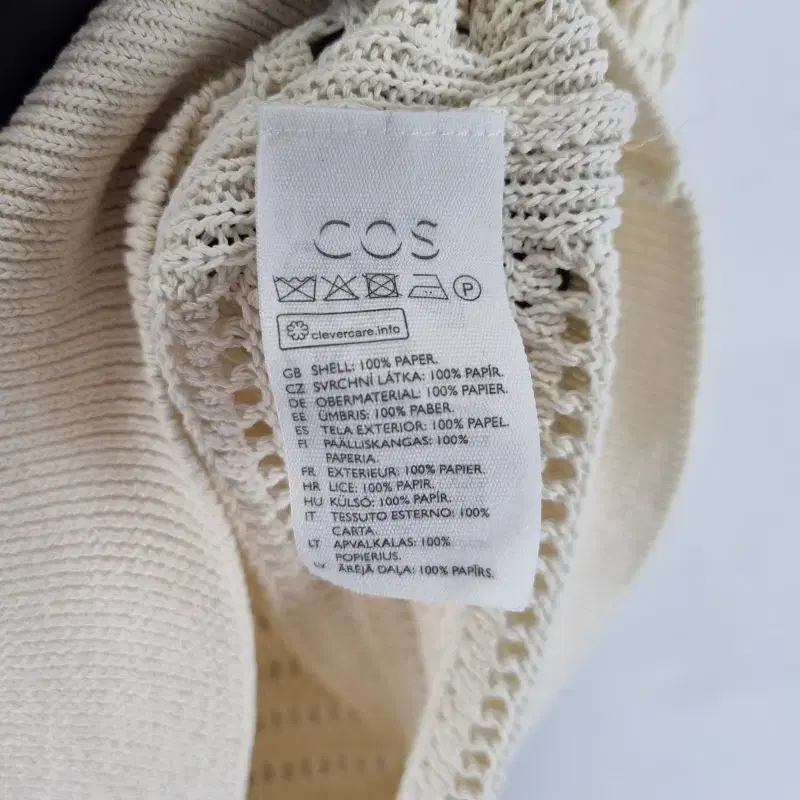 COS
P
clevercare.info
GB SHELL: 100% PAPER.
CZ SVRCHNÍ LÁTKA: 100% PAPÍR.
DE OBERMATERIAL: 100% PAPIER.
EE ÜMBRIS: 100% PABER.
ES TELA EXTERIOR: 100% PAPEL.
FI PÄÄLLISKANGAS: 100%
PAPERIA.
FR EXTERIEUR: 100% PAPIER.
HR LICE: 100% PAPIR.
HU KÜLSŐ: 100% PAPÍR.
IT TESSUTO ESTERNO: 100%
CARTA.
LT APVALKALAS: 100%
POPIERIUS.
LV ĀRĒJĀ DAĻA: 100% PAPĪRS.